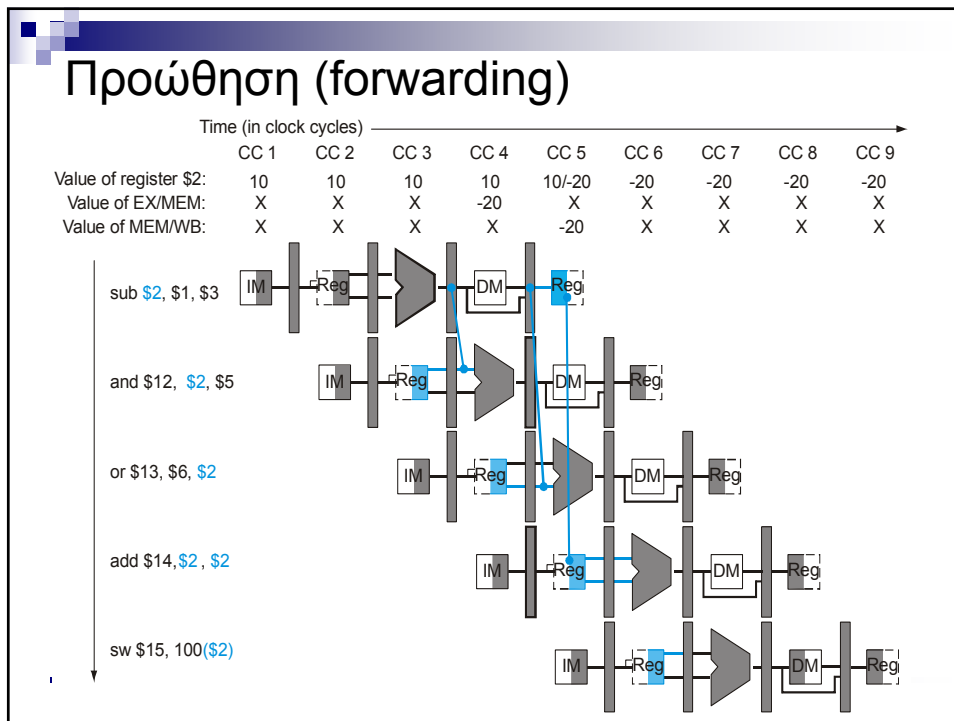 Προώθηση (forwarding)
Time (in clock cycles)
CC 1 CC 2 CC 3 CC 4 CC 5 CC 6 CC 7 CC 8 CC 9
Value of register $2: 10 10 10 10 10/-20 -20 -20 -20 -20
Value of EX/MEM: X X X -20 X X X X X
Value of MEM/WB: X X X X -20 X X X X
sub $2, $1, $3 IM Reg DM Reg
and $12, $2, $5 IM Reg DM Reg
or $13, $6, $2 IM Reg DM Reg
add $14,$2 , $2 IM Reg DM Reg
sw $15, 100($2) IM Reg DM Reg